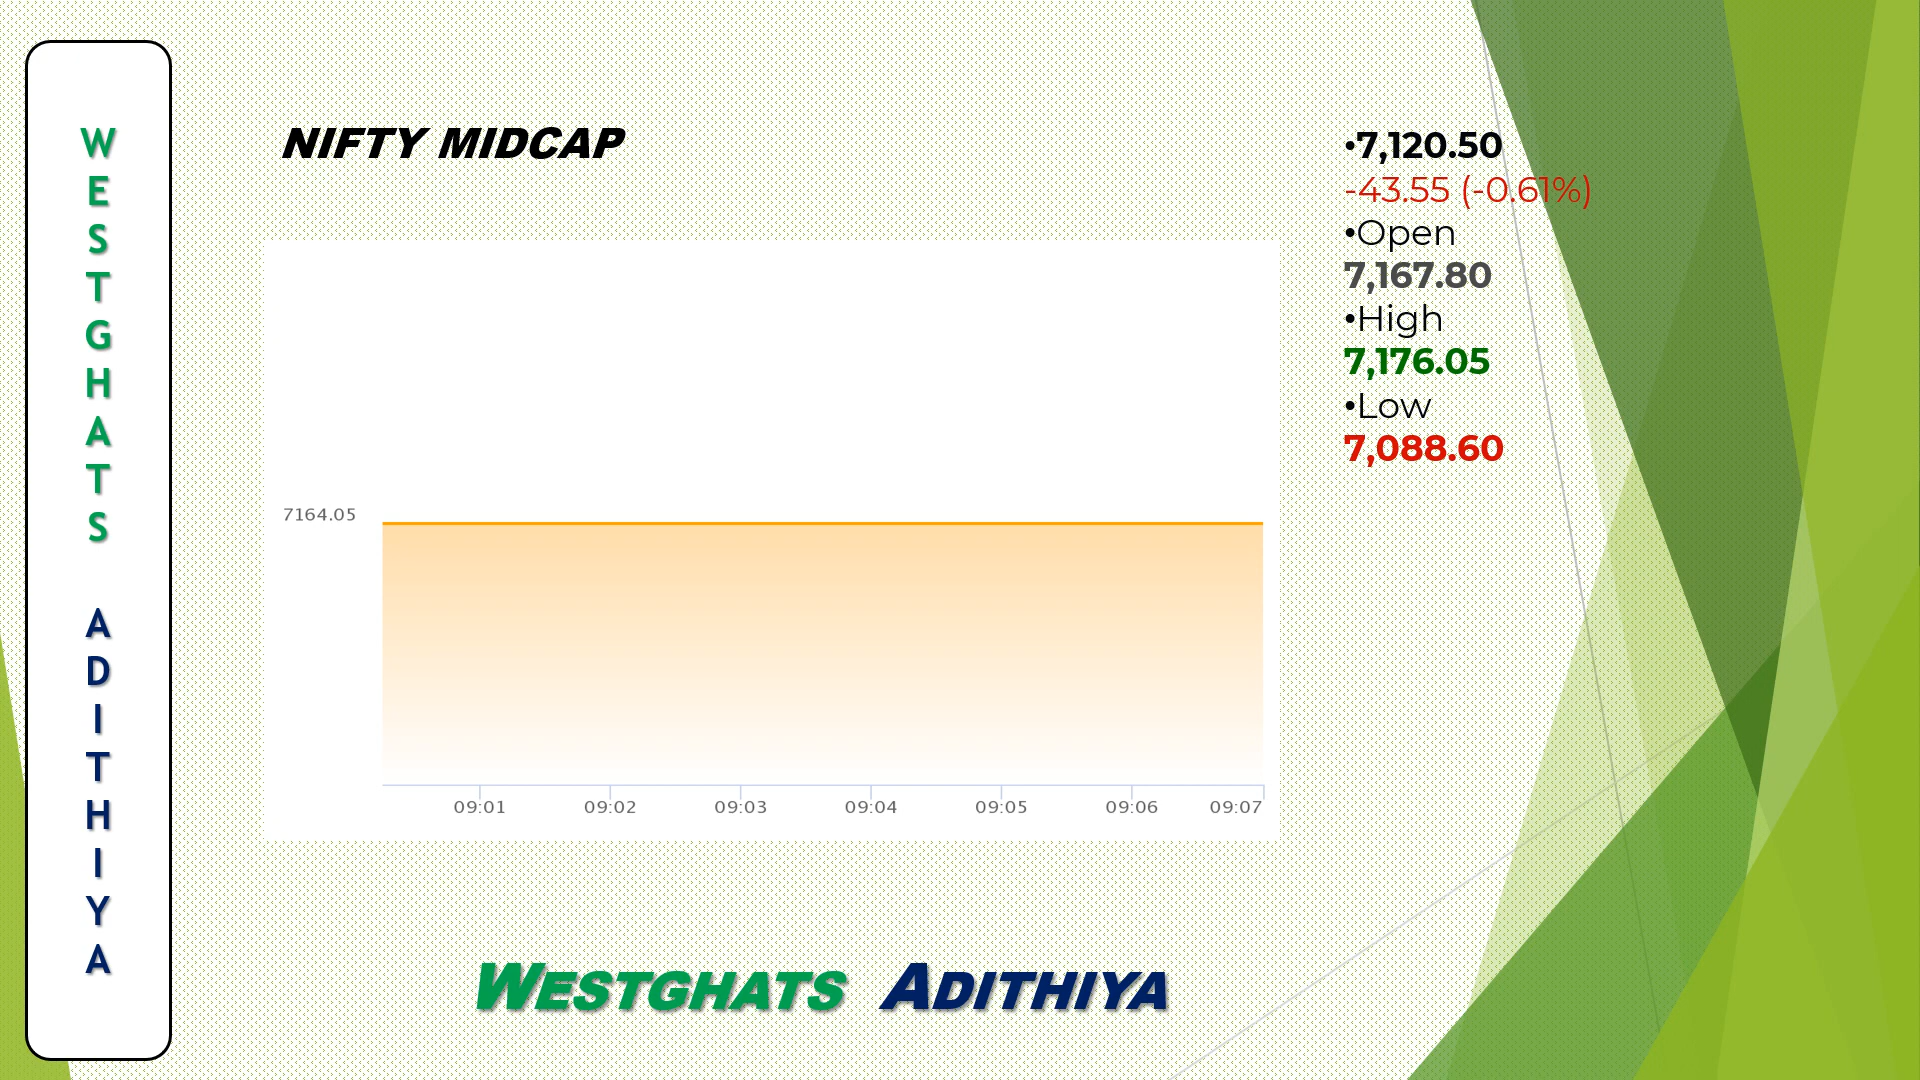 W
E
S
T
G
H
A
T
S
A
D
I
T
H
I
Y
A
NIFTY MIDCAP
•7,120.50
-43.55 (-0.61%)
•Open
7,167.80
•High
7,176.05
•Low
7,088.60
7164.05
09:01 09:02 09:03 09:04 09:05 09:06 09:07
WESTGHATS ADITHIYA